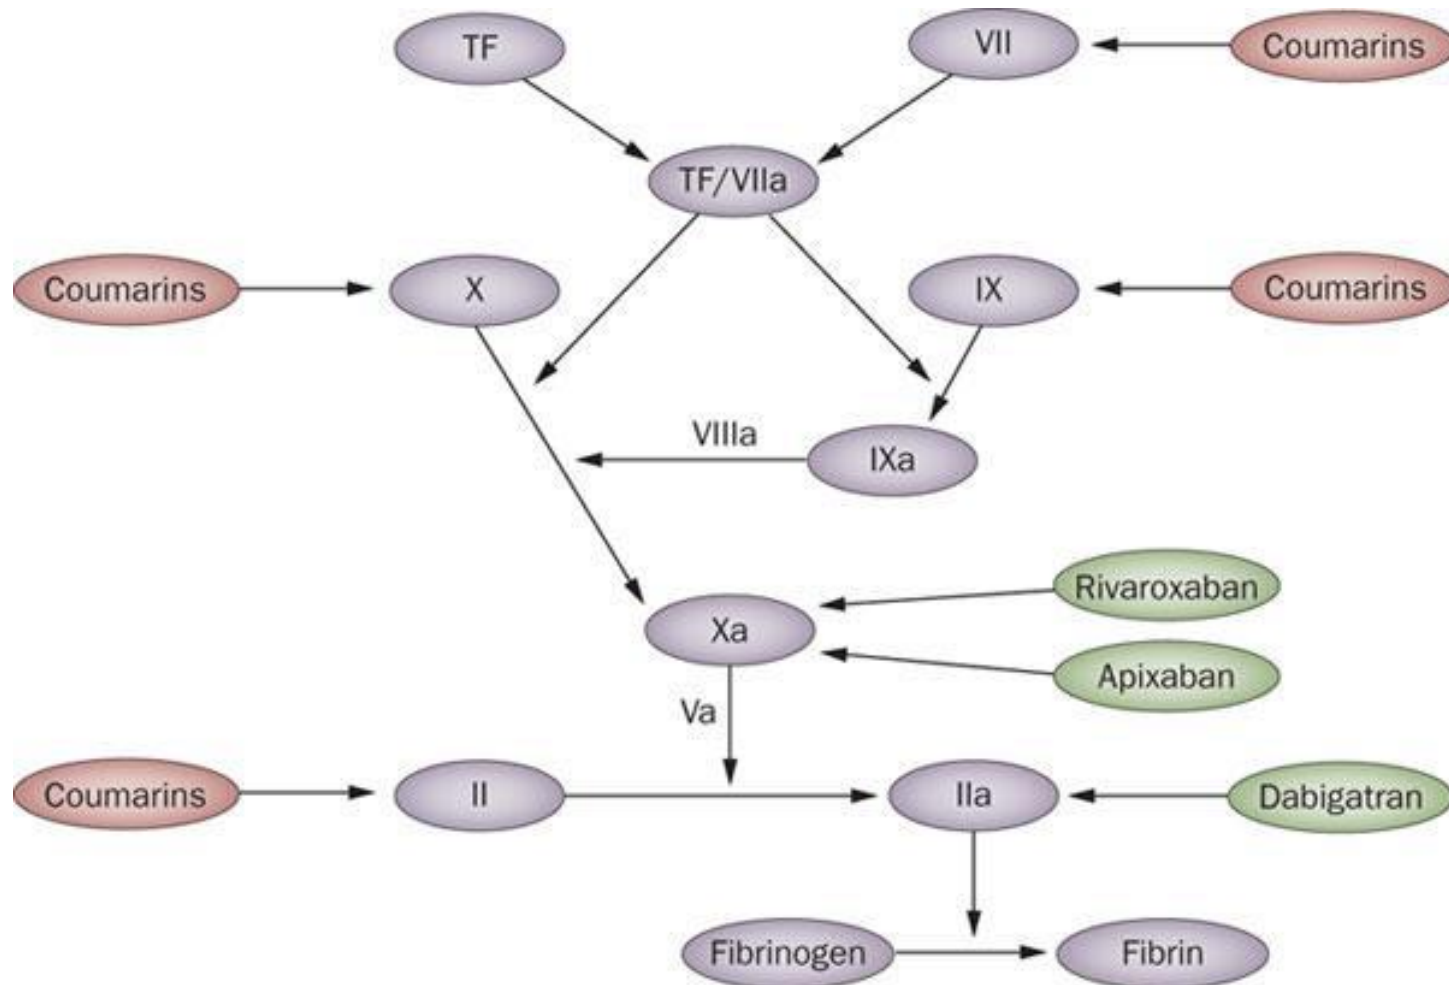 TF
VII
Coumarins
TF/VIIa
Coumarins
X
IX
Coumarins
VIIIa
IXa
Rivaroxaban
Xa
Apixaban
Va
Coumarins
II
IIa
Dabigatran
Fibrinogen
Fibrin